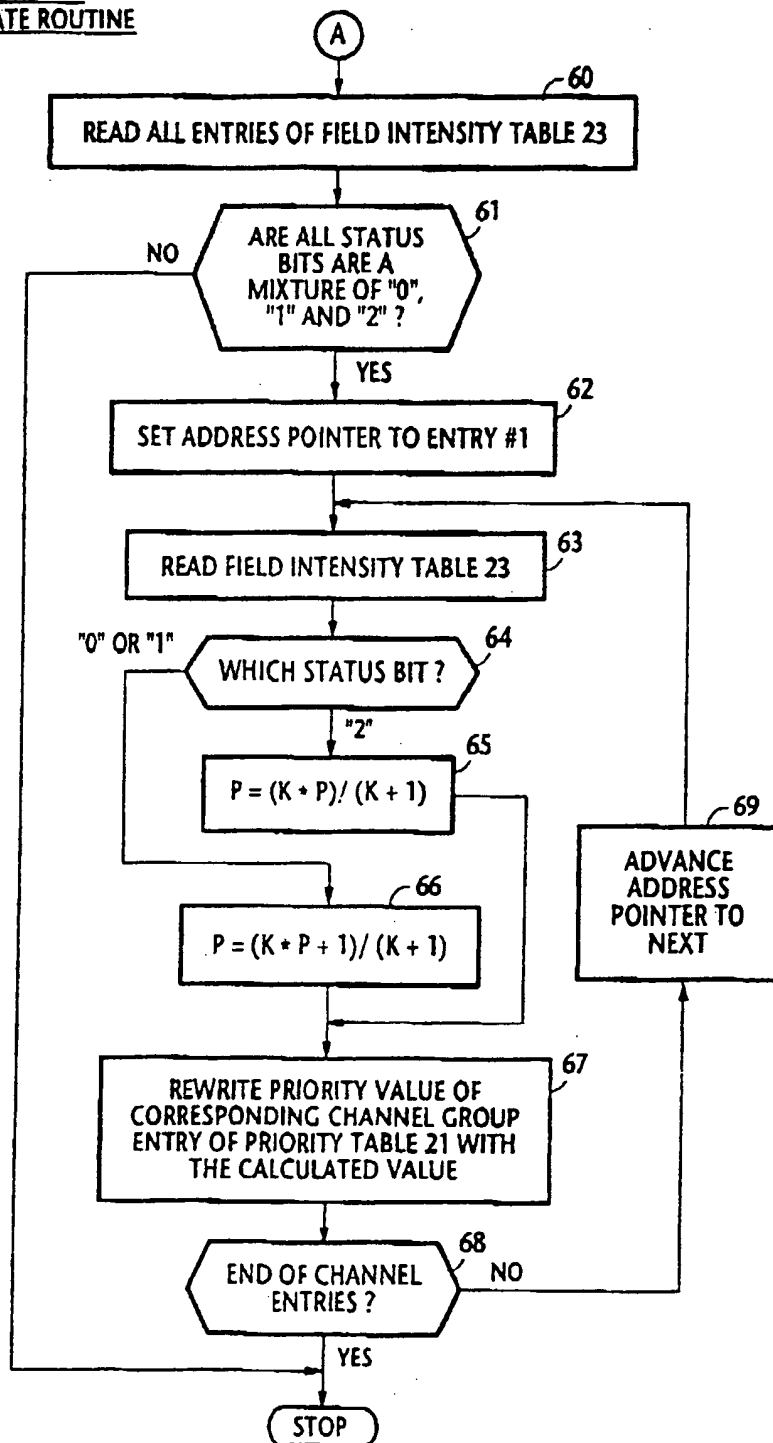 ATE ROUTINE
A
60
READ ALL ENTRIES OF FIELD INTENSITY TABLE 23
61
ARE ALL STATUS
BITS ARE A
MIXTURE OF "0",
"1" AND "2" ?
NO
YES
62
SET ADDRESS POINTER TO ENTRY #1
63
READ FIELD INTENSITY TABLE 23
64
"0" OR "1"
WHICH STATUS BIT ?
"2"
65
P = (K * P) / (K + 1)
69
ADVANCE
ADDRESS
POINTER TO
NEXT
66
P = (K * P + 1) / (K + 1)
67
REWRITE PRIORITY VALUE OF
CORRESPONDING CHANNEL GROUP
ENTRY OF PRIORITY TABLE 21 WITH
THE CALCULATED VALUE
68
END OF CHANNEL
ENTRIES ?
NO
YES
STOP